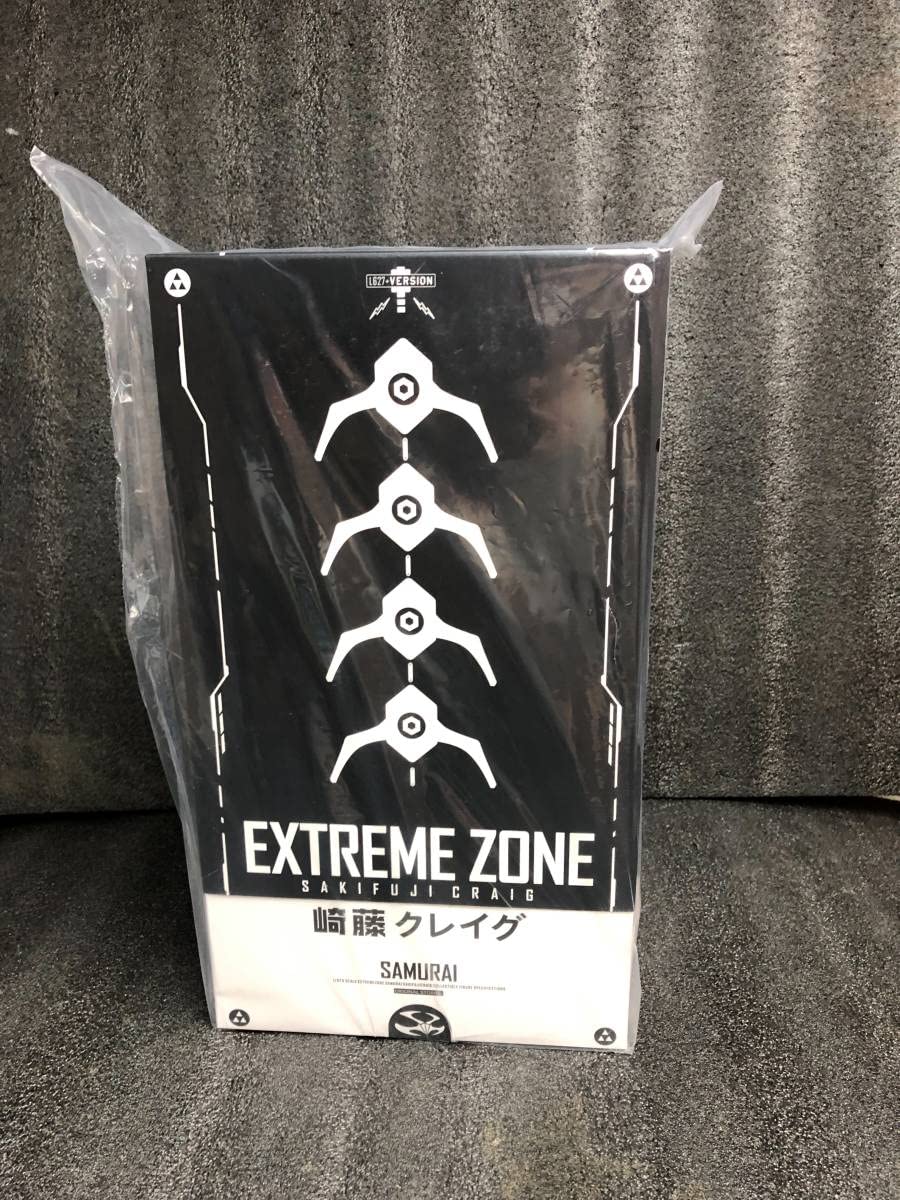 L627+VERSION
EXTREME ZONE
SAKIFUJI CRAIG
崎藤クレイグ
SAMURAI